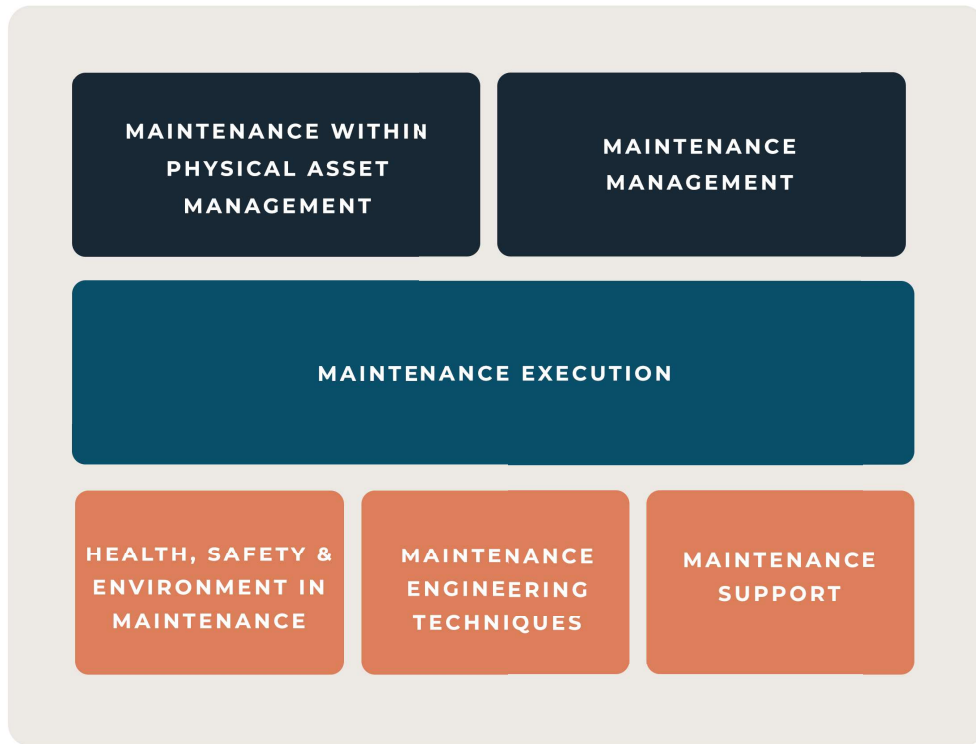 MAINTENANCE WITHIN
PHYSICAL ASSET
MANAGEMENT
MAINTENANCE
MANAGEMENT
MAINTENANCE EXECUTION
HEALTH, SAFETY &
ENVIRONMENT IN
MAINTENANCE
MAINTENANCE
ENGINEERING
TECHNIQUES
MAINTENANCE
SUPPORT